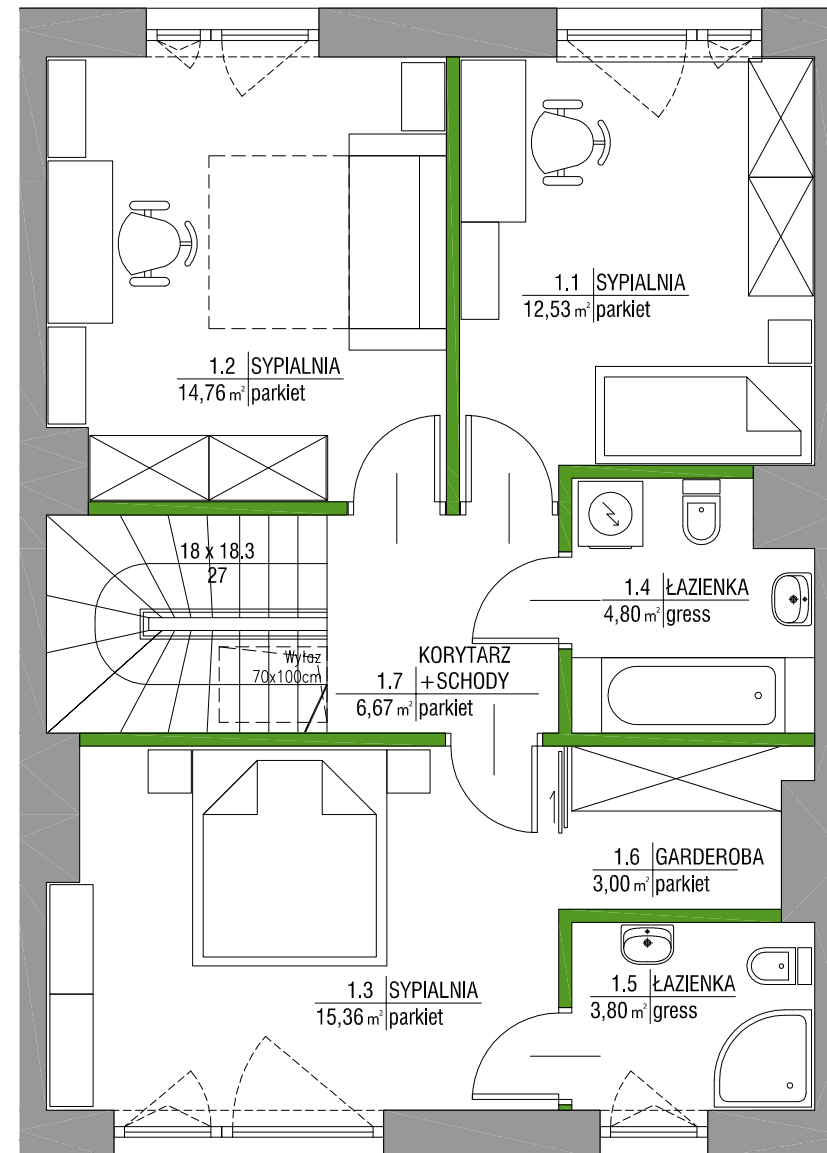 1.1 SYPIALNIA
12,53 m² parkiet
1.2 SYPIALNIA
14,76 m² parkiet
18 x 18.3
27
1.4 ŁAZIENKA
4,80 m² gress
Wyłaz
70x100cm
KORYTARZ
1.7 +SCHODY
6,67 m² parkiet
1.6 GARDEROBA
3,00 m² parkiet
1.3 SYPIALNIA
15,36 m² parkiet
1.5 ŁAZIENKA
3,80 m² gress